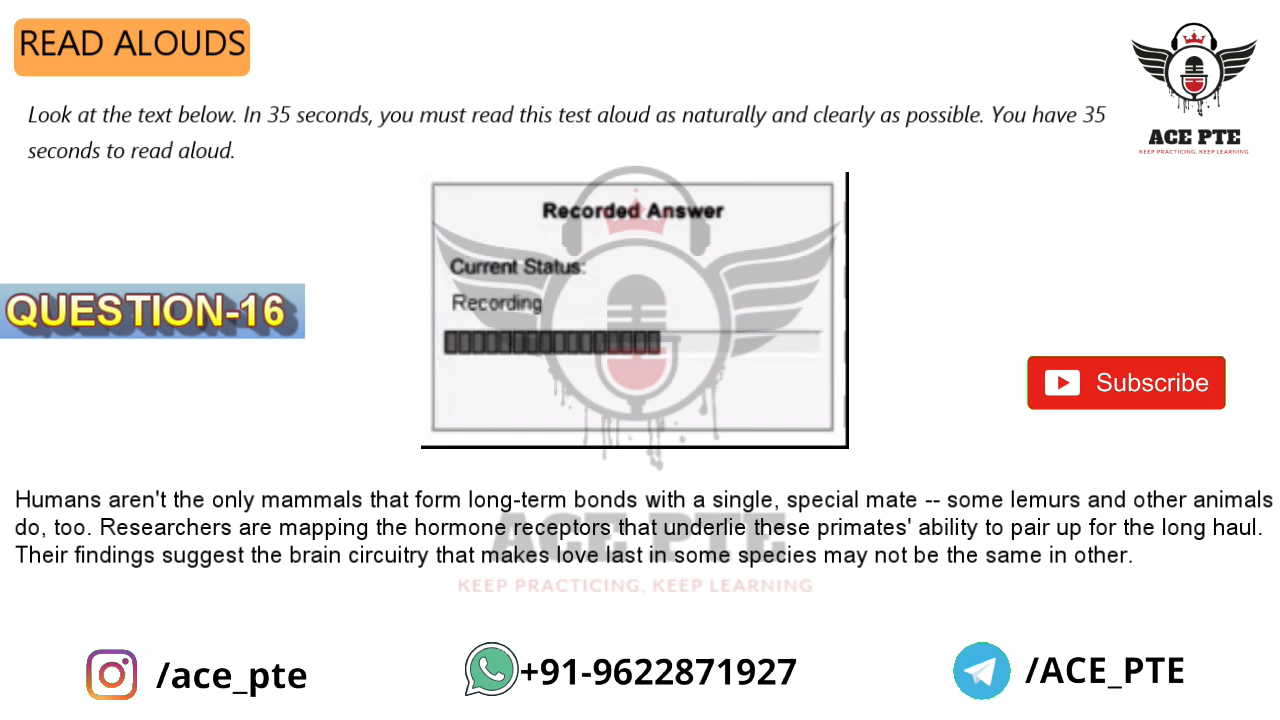 READ ALOUDS
Look at the text below. In 35 seconds, you must read this test aloud as naturally and clearly as possible. You have 35
seconds to read aloud.
ACE PTE
KEEP PRACTICING, KEEP LEARNING
Recorded Answer
Current Status:
Recording
QUESTION-16
Subscribe
Humans aren't the only mammals that form long-term bonds with a single, special mate -- some lemurs and other animals
do, too. Researchers are mapping the hormone receptors that underlie these primates' ability to pair up for the long haul.
Their findings suggest the brain circuitry that makes love last in some species may not be the same in other.
ACE PTE
KEEP PRACTICING, KEEP LEARNING
/ace_pte
+91-9622871927
/ACE_PTE